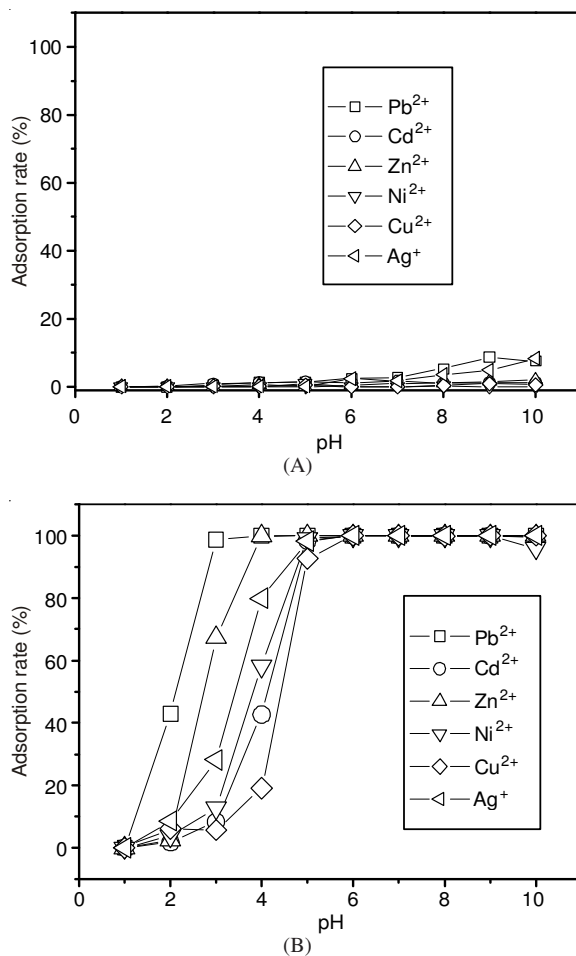 100
80
60
40
20
0
Adsorption rate (%)
Pb²⁺
Cd²⁺
Zn²⁺
Ni²⁺
Cu²⁺
Ag⁺
0 2 4 6 8 10
pH
(A)
100
80
60
40
20
0
Adsorption rate (%)
Pb²⁺
Cd²⁺
Zn²⁺
Ni²⁺
Cu²⁺
Ag⁺
0 2 4 6 8 10
pH
(B)